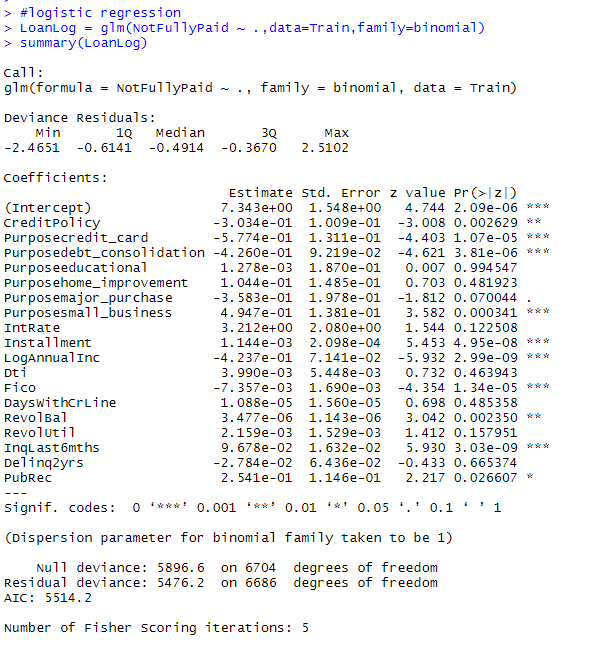 > #logistic regression
> LoanLog = glm(NotFullyPaid ~ .,data=Train,family=binomial)
> summary(LoanLog)
Call:
glm(formula = NotFullyPaid ~ ., family = binomial, data = Train)
Deviance Residuals:
    Min      1Q  Median      3Q     Max
-2.4651 -0.6141 -0.4914 -0.3670  2.5102
Coefficients:
                            Estimate Std. Error z value Pr(>|z|)
(Intercept)                7.343e+00  1.548e+00   4.744 2.09e-06 ***
CreditPolicy              -3.034e-01  1.009e-01  -3.008 0.002629 **
Purposecredit_card        -5.774e-01  1.311e-01  -4.403 1.07e-05 ***
Purposedebt_consolidation -4.260e-01  9.219e-02  -4.621 3.81e-06 ***
Purposeeducational         1.278e-03  1.870e-01   0.007 0.994547
Purposehome_improvement    1.044e-01  1.485e-01   0.703 0.481923
Purposemajor_purchase     -3.583e-01  1.978e-01  -1.812 0.070044 .
Purposesmall_business      4.947e-01  1.381e-01   3.582 0.000341 ***
IntRate                    3.212e+00  2.080e+00   1.544 0.122508
Installment                1.144e-03  2.098e-04   5.453 4.95e-08 ***
LogAnnualInc              -4.237e-01  7.141e-02  -5.932 2.99e-09 ***
Dti                        3.990e-03  5.448e-03   0.732 0.463943
Fico                      -7.357e-03  1.690e-03  -4.354 1.34e-05 ***
DaysWithCrLine             1.088e-05  1.560e-05   0.698 0.485358
RevolBal                   3.477e-06  1.143e-06   3.042 0.002350 **
RevolUtil                  2.159e-03  1.529e-03   1.412 0.157951
InqLast6mths               9.678e-02  1.632e-02   5.930 3.03e-09 ***
Delinq2yrs                -2.784e-02  6.436e-02  -0.433 0.665374
PubRec                     2.541e-01  1.146e-01   2.217 0.026607 *
---
Signif. codes:  0 ‘***’ 0.001 ‘**’ 0.01 ‘*’ 0.05 ‘.’ 0.1 ‘ ’ 1
(Dispersion parameter for binomial family taken to be 1)
    Null deviance: 5896.6  on 6704  degrees of freedom
Residual deviance: 5476.2  on 6686  degrees of freedom
AIC: 5514.2
Number of Fisher Scoring iterations: 5